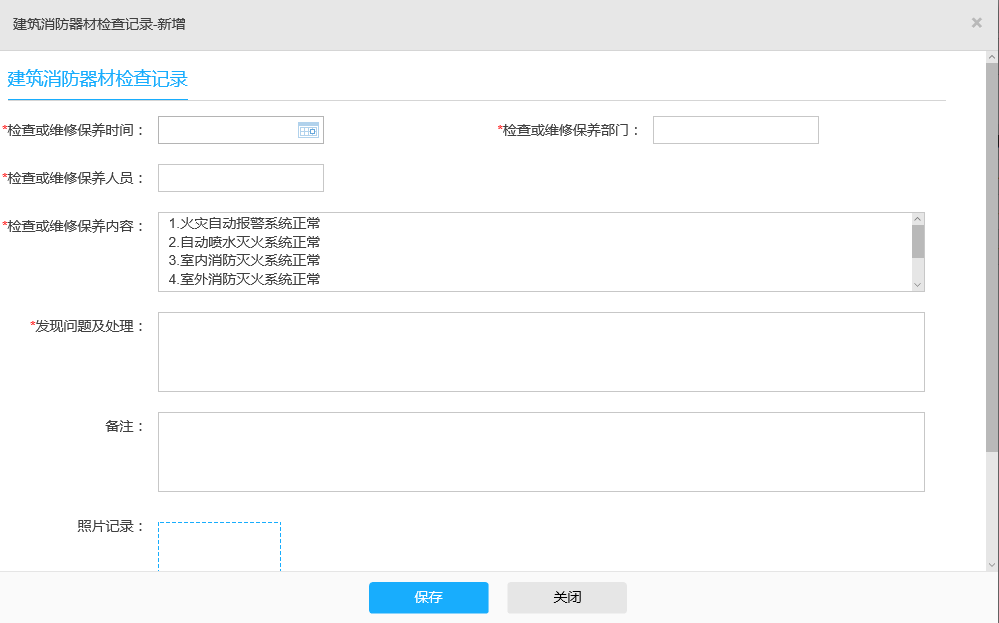 建筑消防器材检查记录-新增
建筑消防器材检查记录
*检查或维修保养时间：
*检查或维修保养部门：
*检查或维修保养人员：
*检查或维修保养内容：
1.火灾自动报警系统正常
2.自动喷水灭火系统正常
3.室内消防灭火系统正常
4.室外消防灭火系统正常
*发现问题及处理：
备注：
照片记录：
保存
关闭